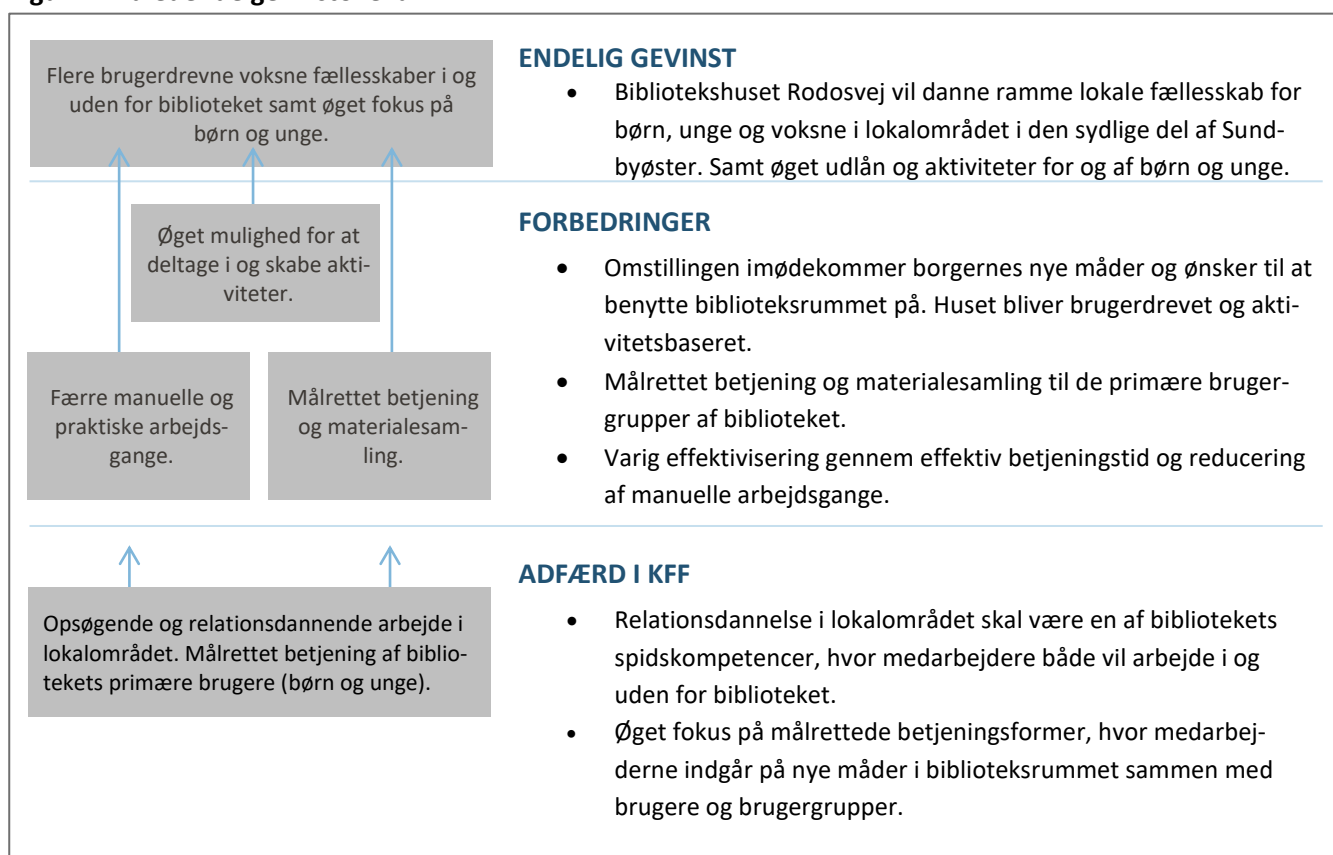 Flere brugerdrevne voksne fællesskaber i og
uden for biblioteket samt øget fokus på
børn og unge.
ENDELIG GEVINST
• Bibliotekshuset Rodosvej vil danne ramme lokale fællesskab for
børn, unge og voksne i lokalområdet i den sydlige del af Sund-
byøster. Samt øget udlån og aktiviteter for og af børn og unge.
Øget mulighed for at
deltage i og skabe akti-
viteter.
Færre manuelle og
praktiske arbejds-
gange.
Målrettet betjening
og materialesam-
ling.
FORBEDRINGER
• Omstillingen imødekommer borgernes nye måder og ønsker til at
benytte biblioteksrummet på. Huset bliver brugerdrevet og akti-
vitetsbaseret.
• Målrettet betjening og materialesamling til de primære bruger-
grupper af biblioteket.
• Varig effektivisering gennem effektiv betjeningstid og reducering
af manuelle arbejdsgange.
Opsøgende og relationsdannende arbejde i
lokalområdet. Målrettet betjening af biblio-
tekets primære brugere (børn og unge).
ADFÆRD I KFF
• Relationsdannelse i lokalområdet skal være en af bibliotekets
spidskompetencer, hvor medarbejdere både vil arbejde i og
uden for biblioteket.
• Øget fokus på målrettede betjeningsformer, hvor medarbej-
derne indgår på nye måder i biblioteksrummet sammen med
brugere og brugergrupper.